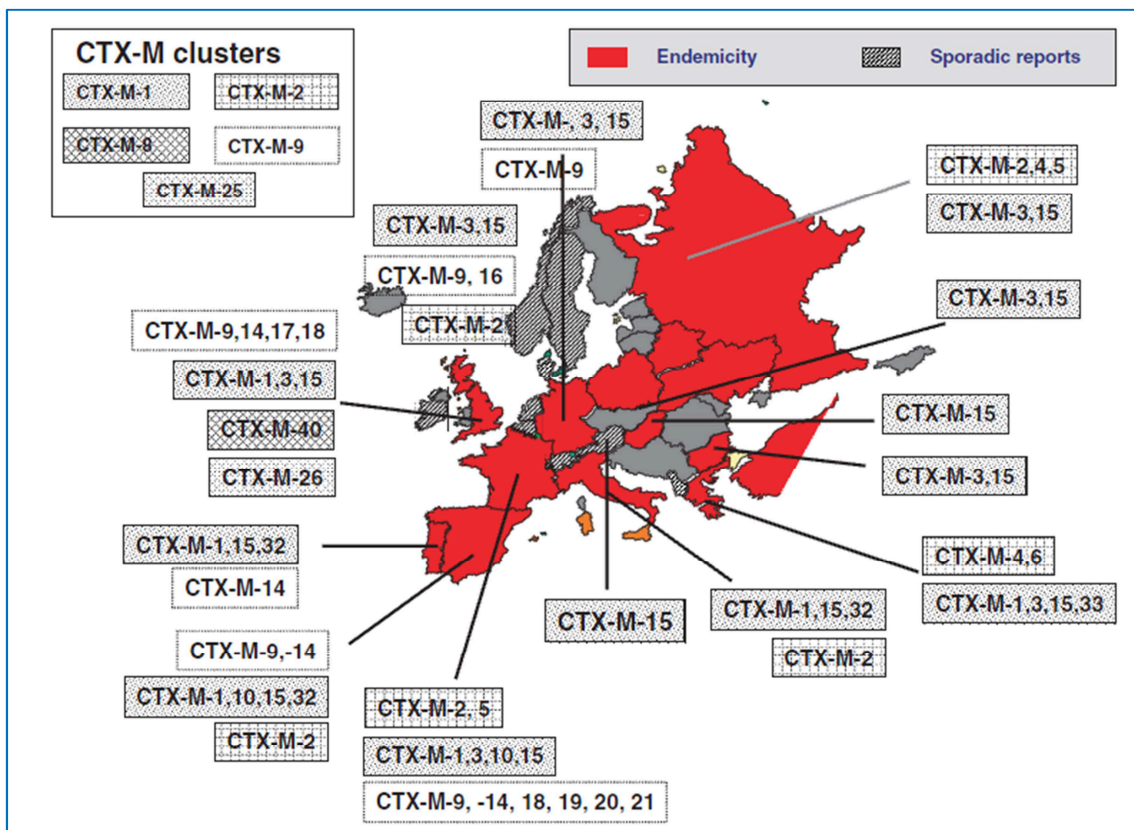 CTX-M clusters
CTX-M-1
CTX-M-2
CTX-M-8
CTX-M-9
CTX-M-25
Endemicity
Sporadic reports
CTX-M-, 3, 15
CTX-M-9
CTX-M-2,4,5
CTX-M-3,15
CTX-M-3,15
CTX-M-9, 16
CTX-M-2
CTX-M-3,15
CTX-M-9,14,17,18
CTX-M-1,3,15
CTX-M-40
CTX-M-26
CTX-M-15
CTX-M-3,15
CTX-M-1,15,32
CTX-M-14
CTX-M-4,6
CTX-M-1,3,15,33
CTX-M-15
CTX-M-1,15,32
CTX-M-2
CTX-M-9,-14
CTX-M-1,10,15,32
CTX-M-2
CTX-M-2, 5
CTX-M-1,3,10,15
CTX-M-9, -14, 18, 19, 20, 21